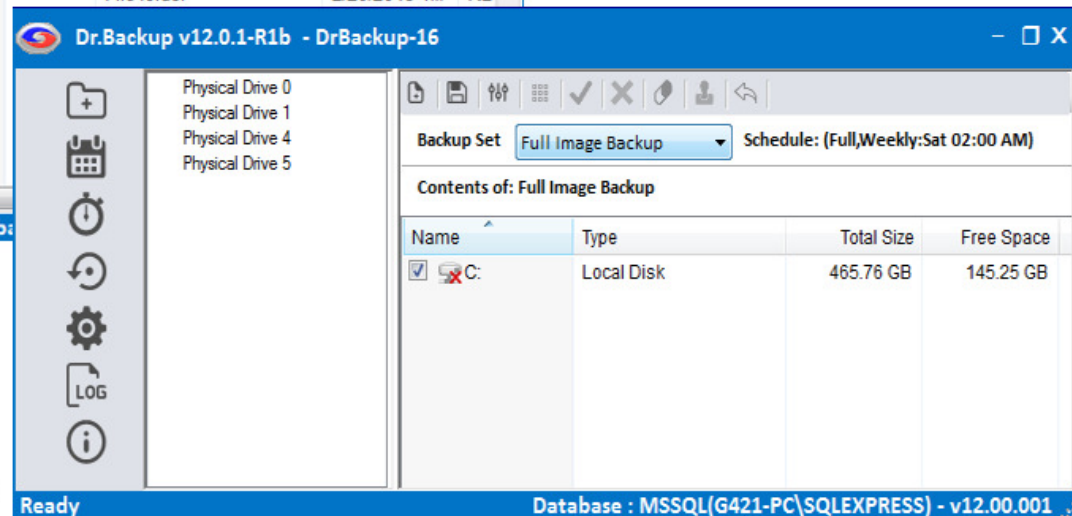 Dr.Backup v12.0.1-R1b - DrBackup-16
Physical Drive 0
Physical Drive 1
Physical Drive 4
Physical Drive 5
Backup Set Full Image Backup Schedule: (Full,Weekly:Sat 02:00 AM)
Contents of: Full Image Backup
Name Type Total Size Free Space
C: Local Disk 465.76 GB 145.25 GB
LOG
Ready Database : MSSQL(G421-PC\SQLEXPRESS) - v12.00.001